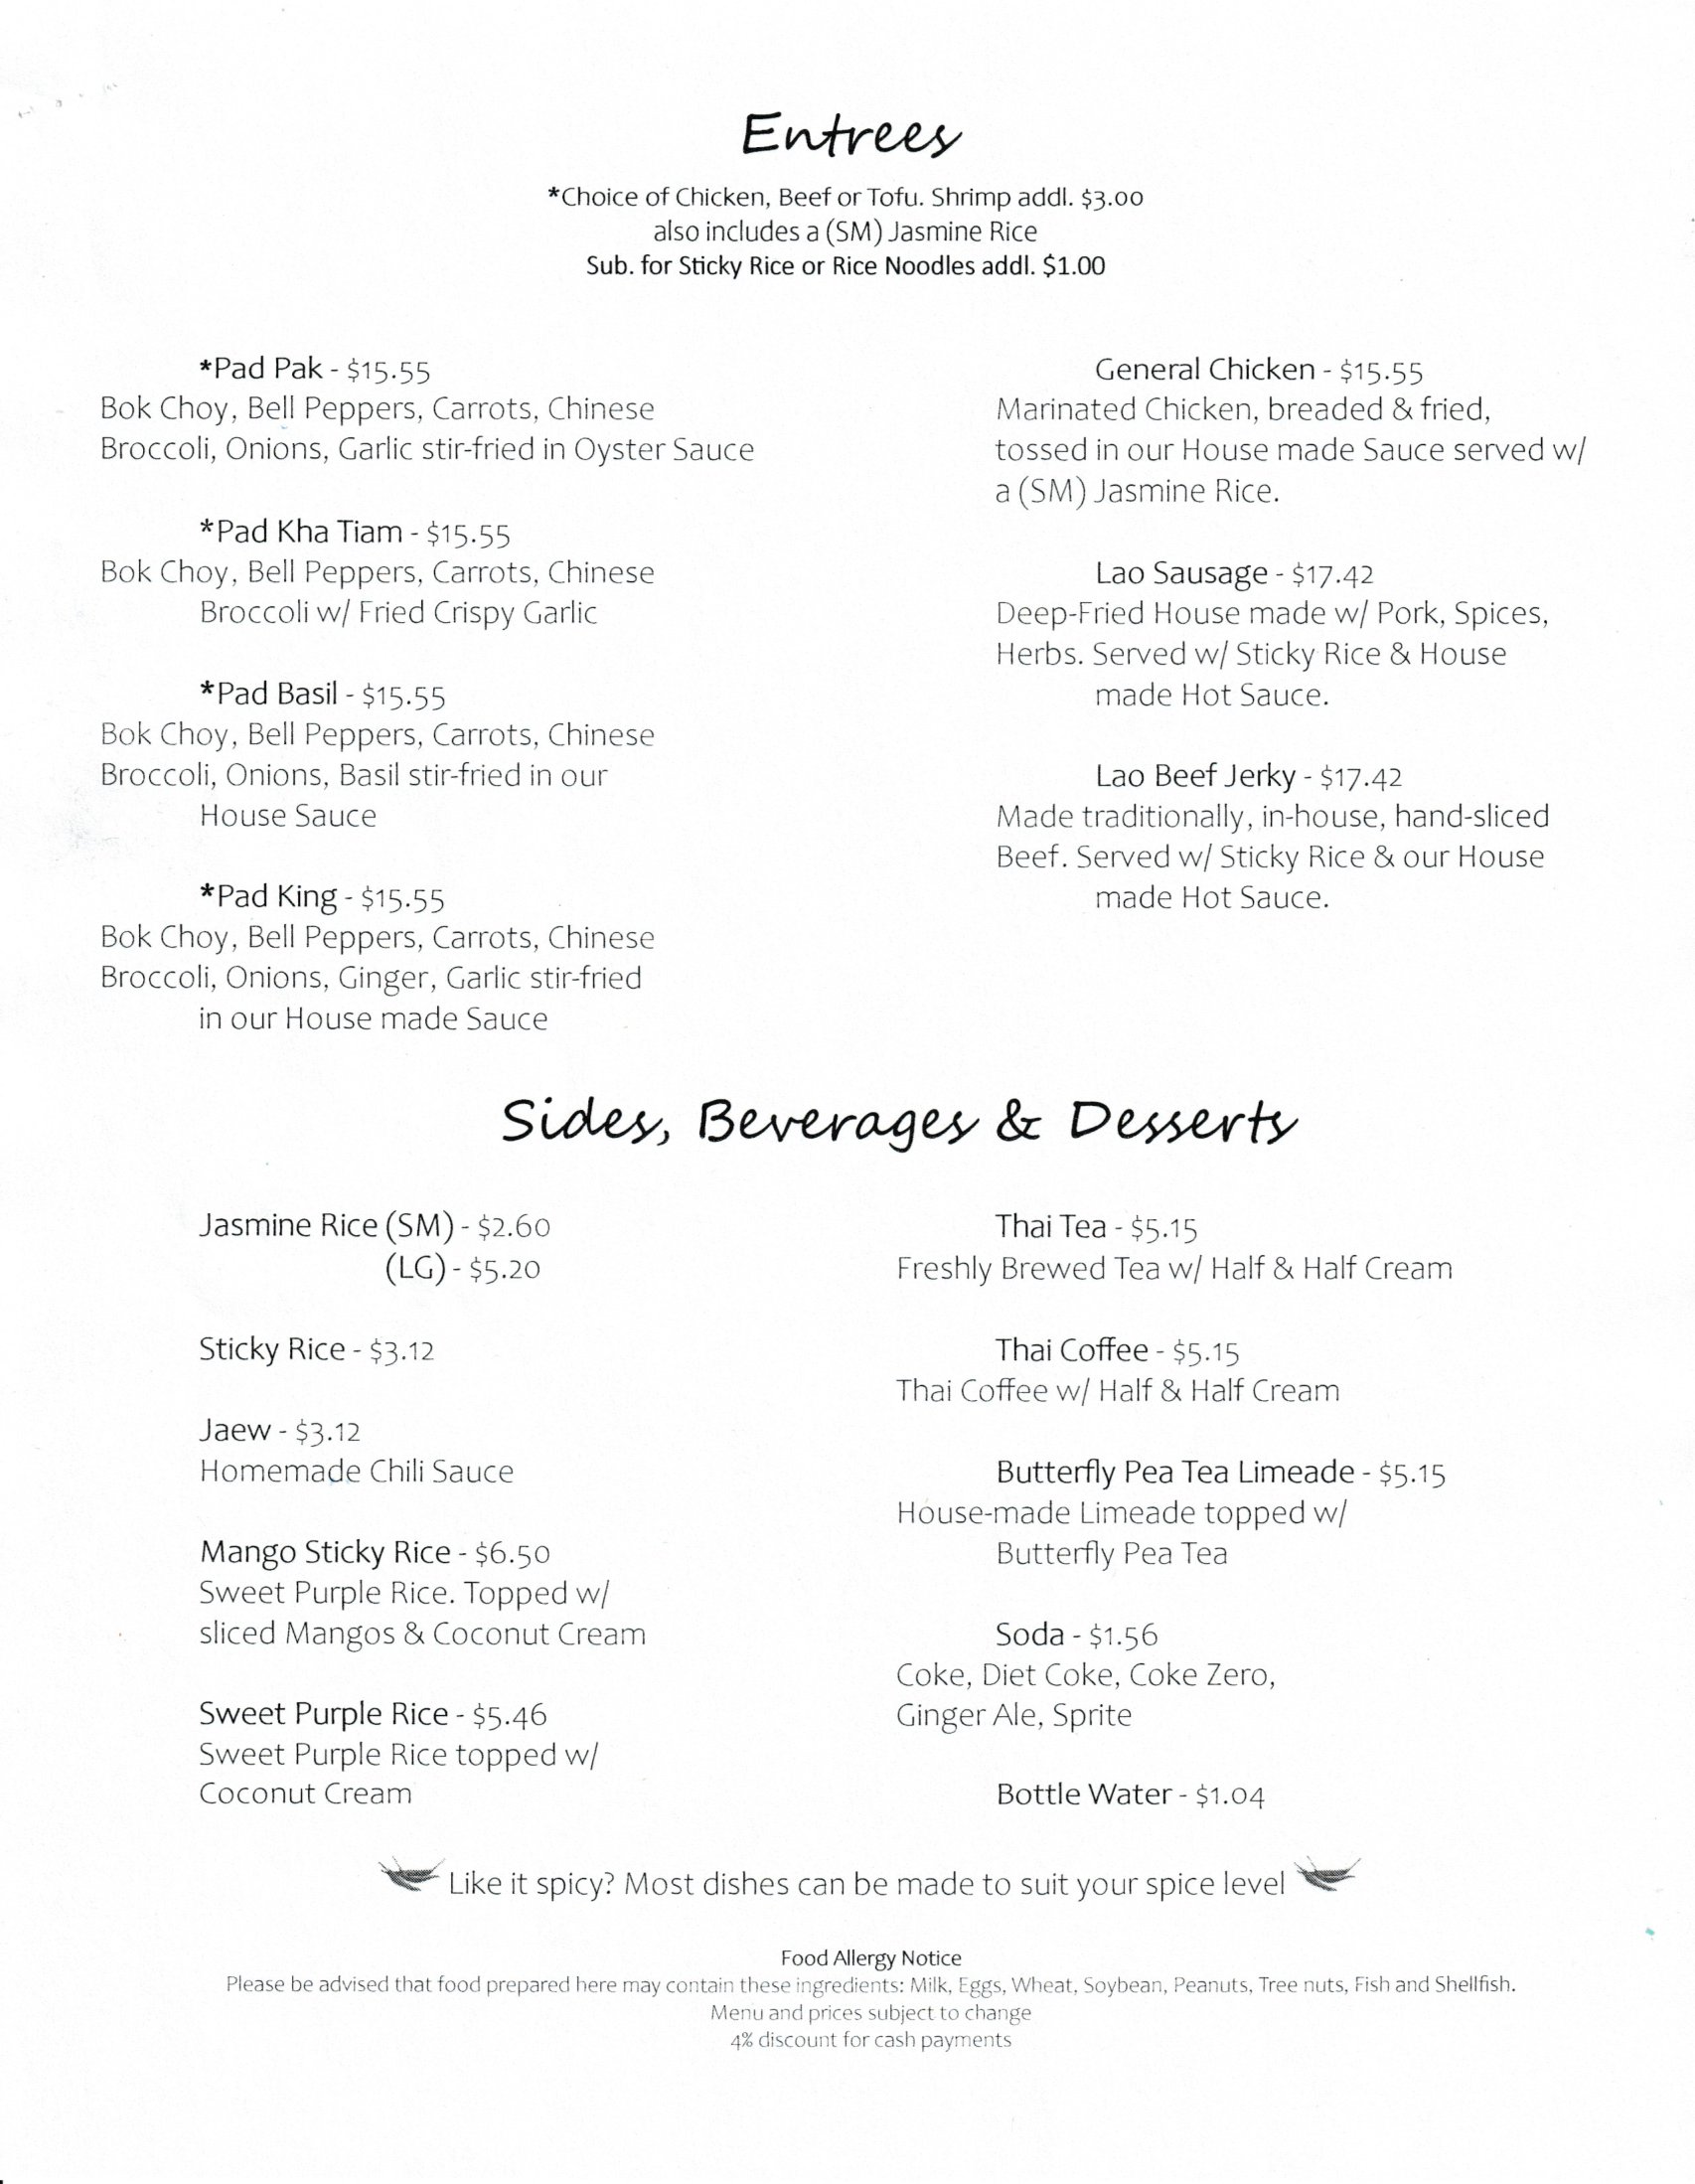 Entrees
*Choice of Chicken, Beef or Tofu. Shrimp addl. $3.00
also includes a (SM) Jasmine Rice
Sub. for Sticky Rice or Rice Noodles addl. $1.00
*Pad Pak - $15.55
Bok Choy, Bell Peppers, Carrots, Chinese
Broccoli, Onions, Garlic stir-fried in Oyster Sauce
*Pad Kha Tiam - $15.55
Bok Choy, Bell Peppers, Carrots, Chinese
Broccoli w/ Fried Crispy Garlic
*Pad Basil - $15.55
Bok Choy, Bell Peppers, Carrots, Chinese
Broccoli, Onions, Basil stir-fried in our
House Sauce
*Pad King - $15.55
Bok Choy, Bell Peppers, Carrots, Chinese
Broccoli, Onions, Ginger, Garlic stir-fried
in our House made Sauce
General Chicken - $15.55
Marinated Chicken, breaded & fried,
tossed in our House made Sauce served w/
a (SM) Jasmine Rice.
Lao Sausage - $17.42
Deep-Fried House made w/ Pork, Spices,
Herbs. Served w/ Sticky Rice & House
made Hot Sauce.
Lao Beef Jerky - $17.42
Made traditionally, in-house, hand-sliced
Beef. Served w/ Sticky Rice & our House
made Hot Sauce.
Sides, Beverages & Desserts
Jasmine Rice (SM) - $2.60
(LG) - $5.20
Sticky Rice - $3.12
Jaew - $3.12
Homemade Chili Sauce
Mango Sticky Rice - $6.50
Sweet Purple Rice. Topped w/
sliced Mangos & Coconut Cream
Sweet Purple Rice - $5.46
Sweet Purple Rice topped w/
Coconut Cream
Thai Tea - $5.15
Freshly Brewed Tea w/ Half & Half Cream
Thai Coffee - $5.15
Thai Coffee w/ Half & Half Cream
Butterfly Pea Tea Limeade - $5.15
House-made Limeade topped w/
Butterfly Pea Tea
Soda - $1.56
Coke, Diet Coke, Coke Zero,
Ginger Ale, Sprite
Bottle Water - $1.04
Like it spicy? Most dishes can be made to suit your spice level
Food Allergy Notice
Please be advised that food prepared here may contain these ingredients: Milk, Eggs, Wheat, Soybean, Peanuts, Tree nuts, Fish and Shellfish.
Menu and prices subject to change
4% discount for cash payments